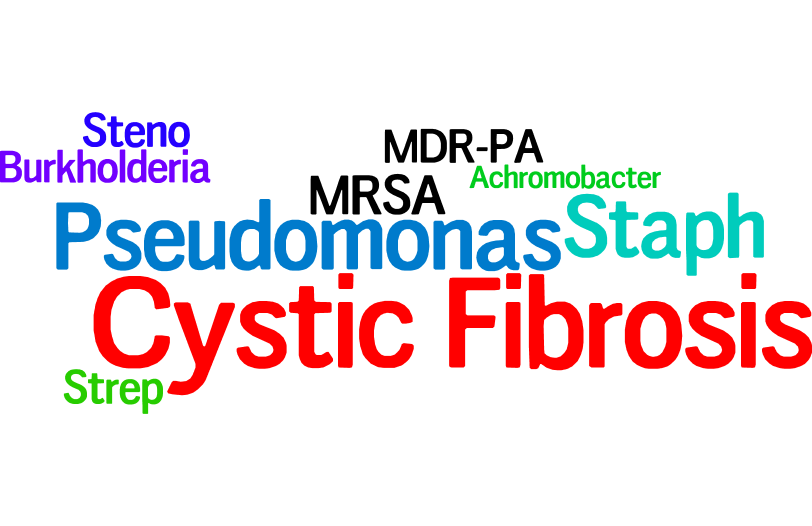 Steno
MDR-PA
Burkholderia
Achromobacter
MRSA
Pseudomonas
Staph
Cystic Fibrosis
Strep